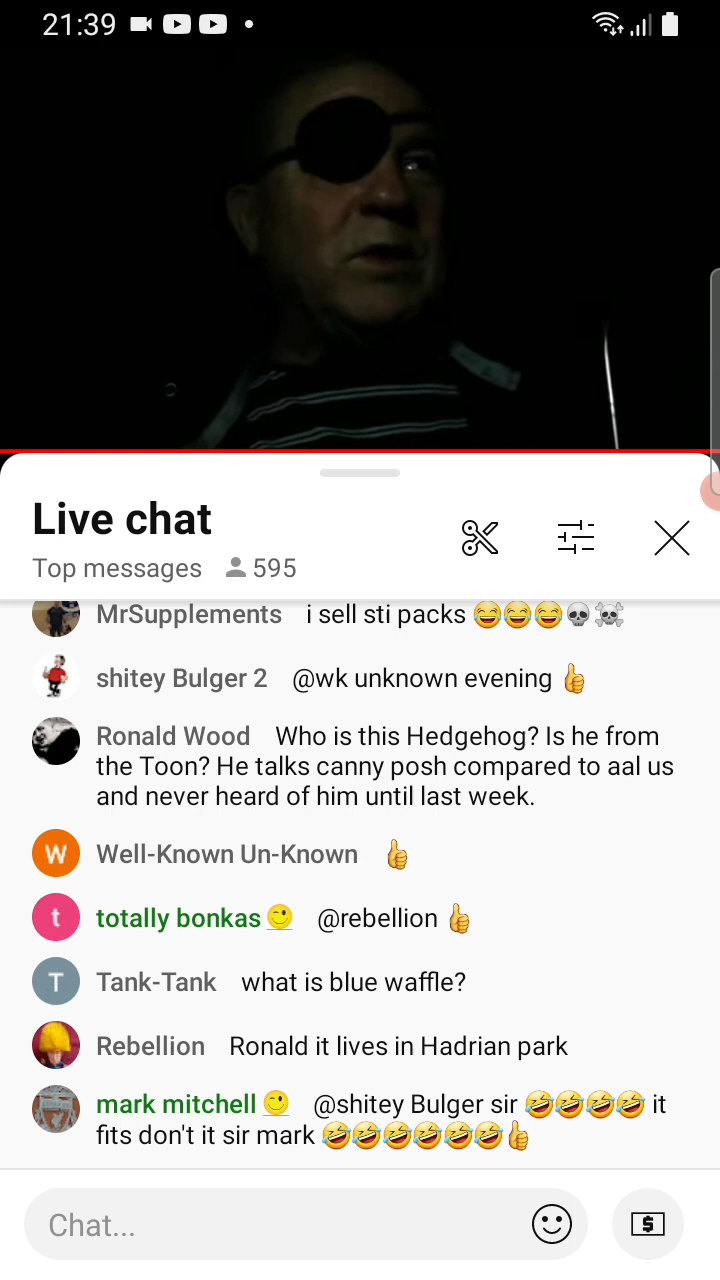 21:39
Live chat
Top messages 595
MrSupplements i sell sti packs 😂😂😂💀☠️
shitey Bulger 2 @wk unknown evening 👍
Ronald Wood Who is this Hedgehog? Is he from
the Toon? He talks canny posh compared to aal us
and never heard of him until last week.
W Well-Known Un-Known 👍
t totally bonkas @rebellion 👍
T Tank-Tank what is blue waffle?
Rebellion Ronald it lives in Hadrian park
mark mitchell @shitey Bulger sir 🤣🤣🤣🤣 it
fits don't it sir mark 🤣🤣🤣🤣🤣🤣👍
Chat... $